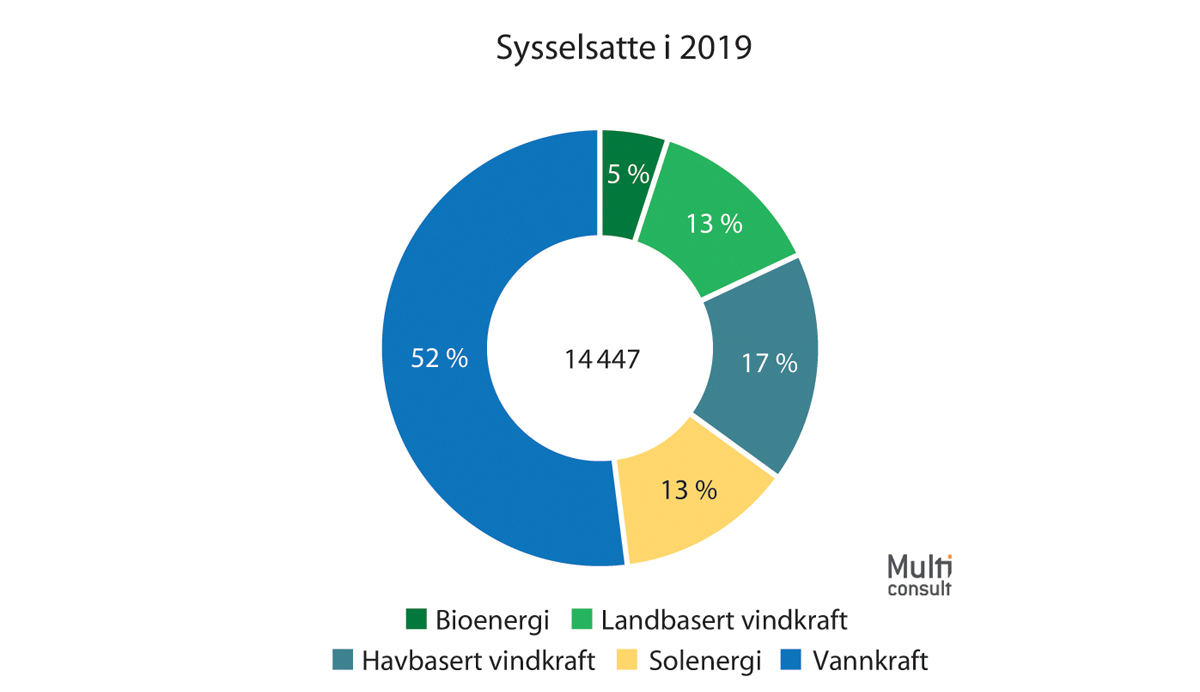 Sysselsatte i 2019
5 %
13 %
52 %
14 447
17 %
13 %
Multi
consult
Bioenergi Landbasert vindkraft
Havbasert vindkraft Solenergi Vannkraft